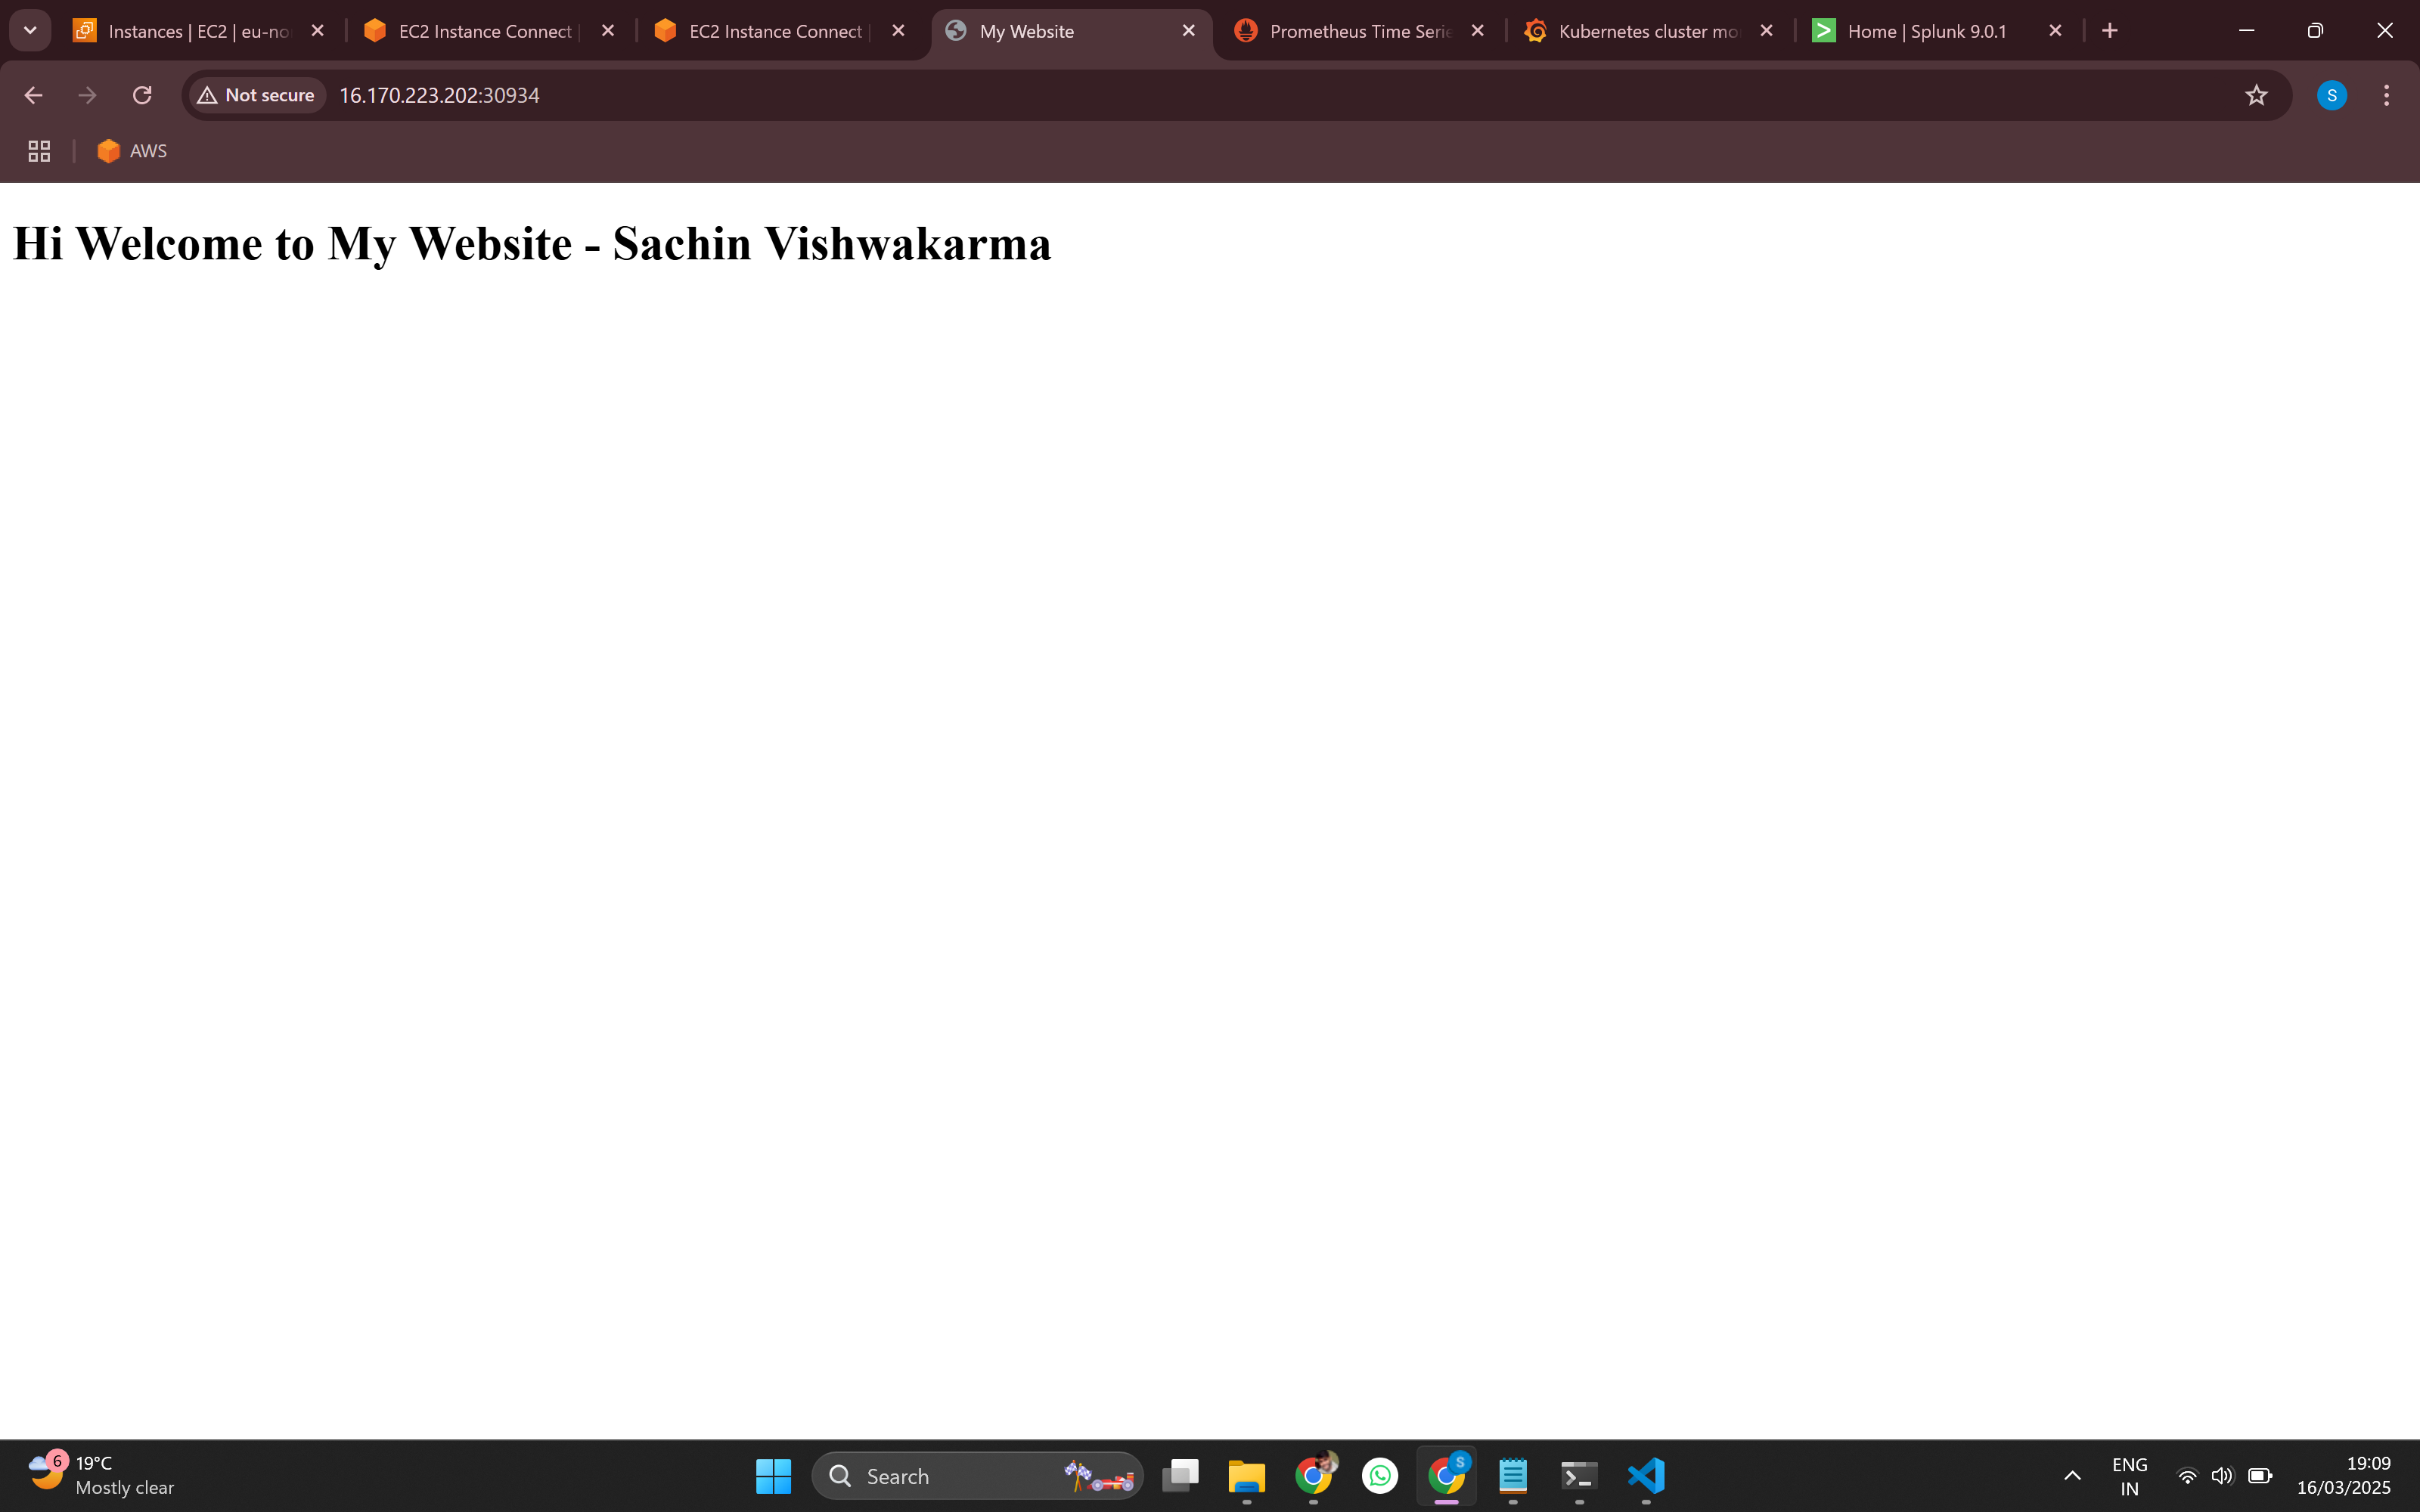 Instances | EC2 | eu-no
EC2 Instance Connect |
EC2 Instance Connect |
My Website
Prometheus Time Serie
Kubernetes cluster mo
Home | Splunk 9.0.1
Not secure
16.170.223.202:30934
S
AWS
Hi Welcome to My Website - Sachin Vishwakarma
6
19°C
Mostly clear
Search
S
ENG
IN
19:09
16/03/2025